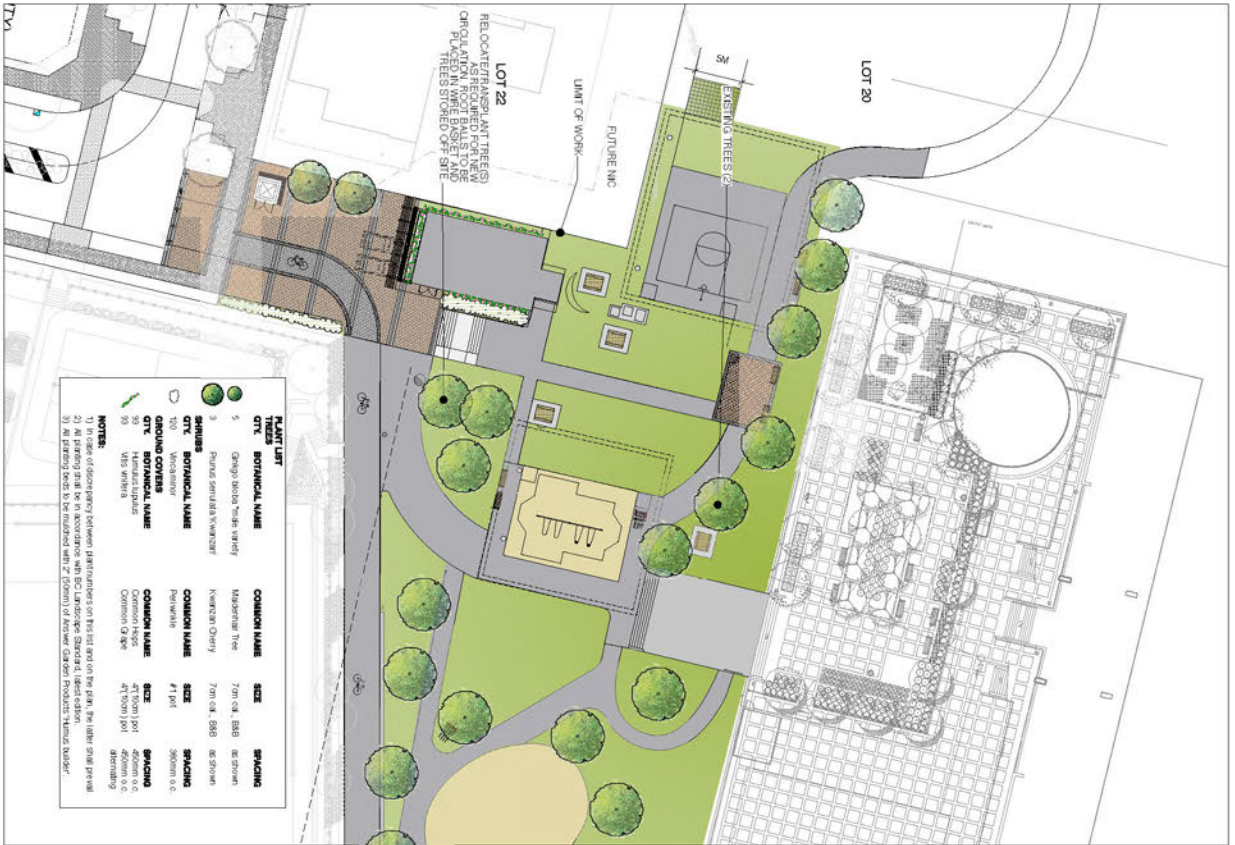 LOT 20
5M
EXISTING TREES (2)
FUTURE NIC
LIMIT OF WORK
LOT 22
RELOCATE/TRANSPLANT TREE(S)
AS REQUIRED FOR NEW
CIRCULATION. ROOT BALLS TO BE
PLACED IN WIRE BASKET AND
TREES STORED OFF SITE
PLANT LIST
TREES
QTY. BOTANICAL NAME COMMON NAME SIZE SPACING
5 Ginkgo biloba *male variety Maidenhair Tree 7cm cal., B&B as shown
3 Prunus serrulata 'Kwanzan' Kwanzan Cherry 7cm cal., B&B as shown
SHRUBS
QTY. BOTANICAL NAME COMMON NAME SIZE SPACING
120 Vinca minor Periwinkle #1 pot 380mm o.c.
GROUND COVERS
QTY. BOTANICAL NAME COMMON NAME SIZE SPACING
93 Humulus lupulus Common Hops 4"(10cm) pot 450mm o.c.
93 Vitis vinifera Common Grape 4"(10cm) pot 450mm o.c.
alternating
NOTES:
1) In case of discrepancy between plant numbers on this list and on the plan, the latter shall prevail.
2) All planting shall be in accordance with BC Landscape Standard, latest edition.
3) All planting beds to be mulched with 2" (50mm) of Answer Garden Products "Humus builder".